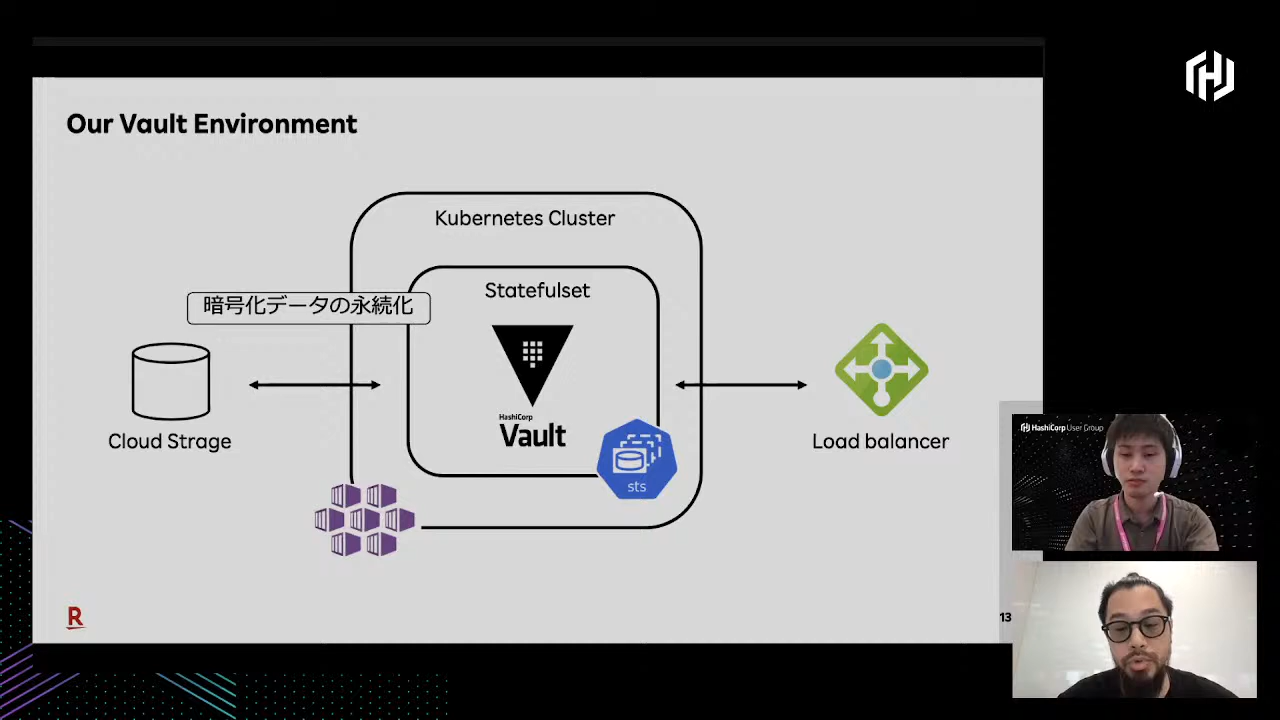 Our Vault Environment
Kubernetes Cluster
Statefulset
暗号化データの永続化
HashiCorp
Vault
sts
Cloud Strage
Load balancer
HashiCorp User Group
R
13